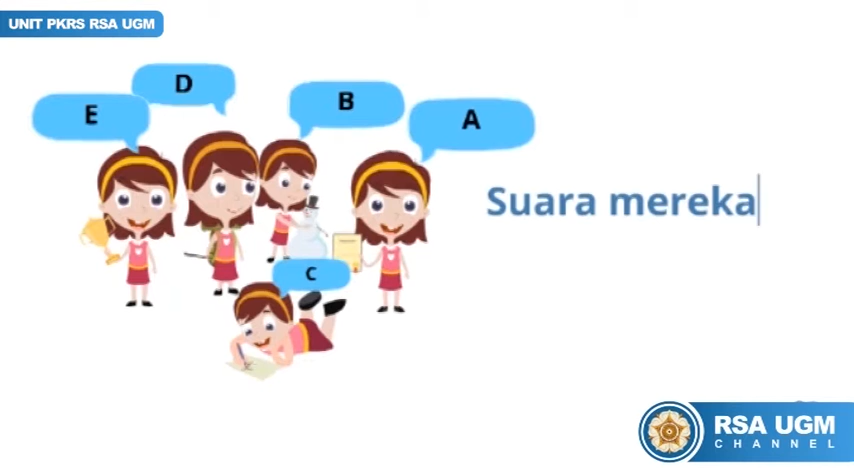 UNIT PKRS RSA UGM
D
E
B
A
Suara mereka
C
RSA UGM
CHANNEL